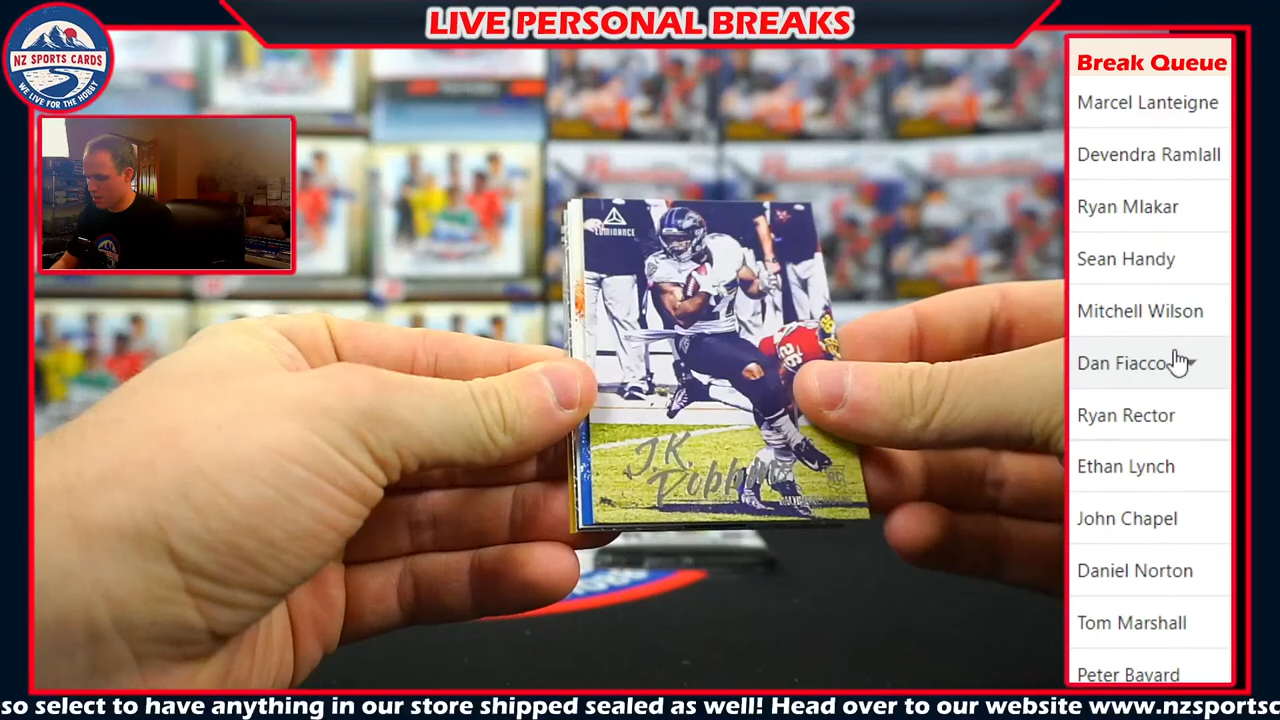 LIVE PERSONAL BREAKS
NZ SPORTS CARDS
WE LIVE FOR THE HOBBY
Break Queue
Marcel Lanteigne
Devendra Ramlall
Ryan Mlakar
Sean Handy
Mitchell Wilson
Dan Fiacco
Ryan Rector
Ethan Lynch
John Chapel
Daniel Norton
Tom Marshall
Peter Bavard
LUMINANCE
26
J.K.
Dobbins
RC
so select to have anything in our store shipped sealed as well! Head over to our website www.nzsportsc